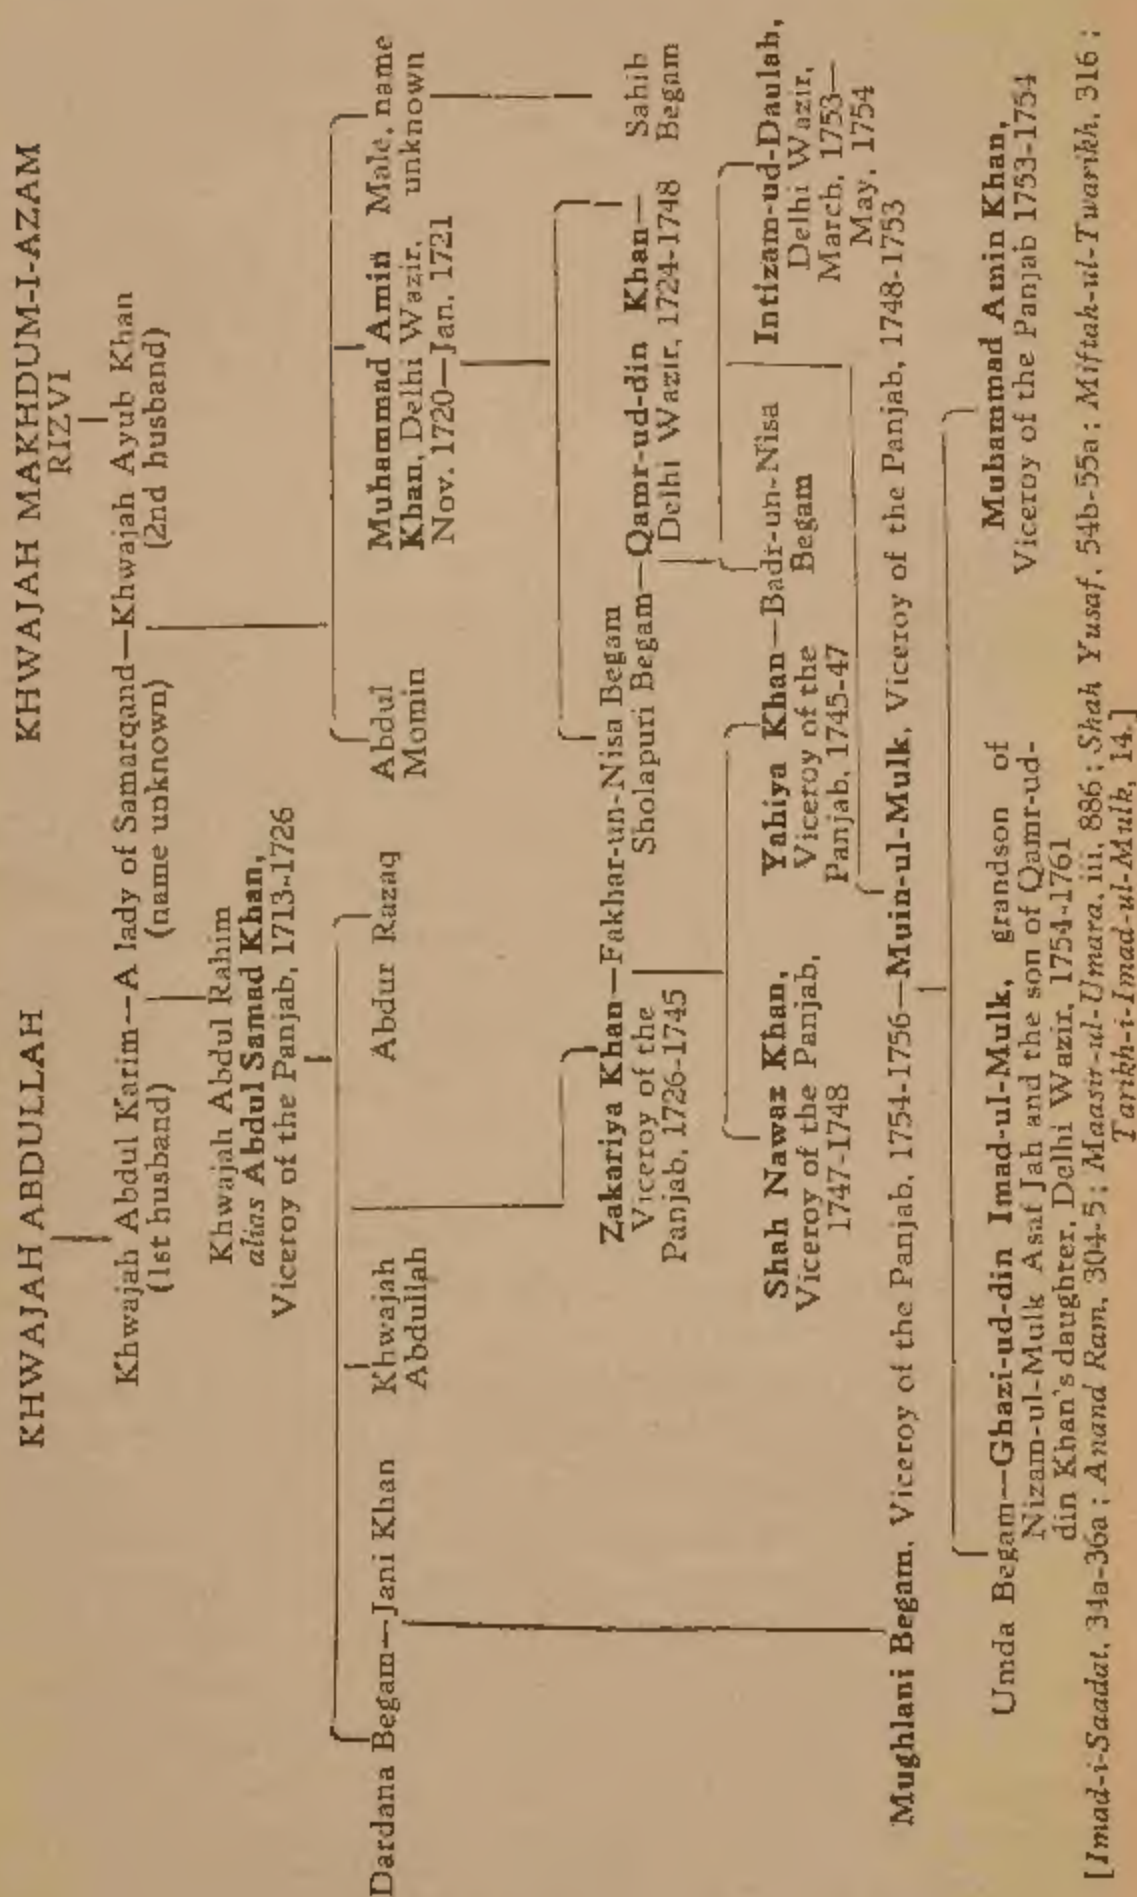 KHWAJAH ABDULLAH
KHWAJAH MAKHDUM-I-AZAM
RIZVI
Khwajah Abdul Karim—A lady of Samarqand—Khwajah Ayub Khan
(1st husband) (name unknown) (2nd husband)
Khwajah Abdul Rahim
alias Abdul Samad Khan,
Viceroy of the Panjab, 1713-1726
Dardana Begam—Jani Khan
Khwajah
Abdullah
Abdur Razaq
Abdul
Momin
Muhammad Amin
Khan, Delhi Wazir,
Nov. 1720—Jan. 1721
Male, name
unknown
Zakariya Khan—Fakhar-un-Nisa Begam
Viceroy of the
Panjab, 1726-1745
Sholapuri Begam—Qamr-ud-din Khan—
Delhi Wazir, 1724-1748
Sahib
Begam
Shah Nawaz Khan,
Viceroy of the Panjab,
1747-1748
Yahiya Khan—Badr-un-Nisa
Begam
Viceroy of the
Panjab, 1745-47
Intizam-ud-Daulah,
Delhi Wazir,
March, 1753—
May, 1754
Mughlani Begam, Viceroy of the Panjab, 1754-1756—Muin-ul-Mulk, Viceroy of the Panjab, 1748-1753
Umda Begam—Ghazi-ud-din Imad-ul-Mulk, grandson of
Nizam-ul-Mulk Asaf Jah and the son of Qamr-ud-
din Khan's daughter, Delhi Wazir, 1754-1761
Muhammad Amin Khan,
Viceroy of the Panjab 1753-1754
[Imad-i-Saadat, 34a-36a ; Anand Ram, 304-5 ; Maasir-ul-Umara, iii, 886 ; Shah Yusaf, 54b-55a ; Miftah-ul-Twarikh, 316 ;
Tarikh-i-Imad-ul-Mulk, 14.]